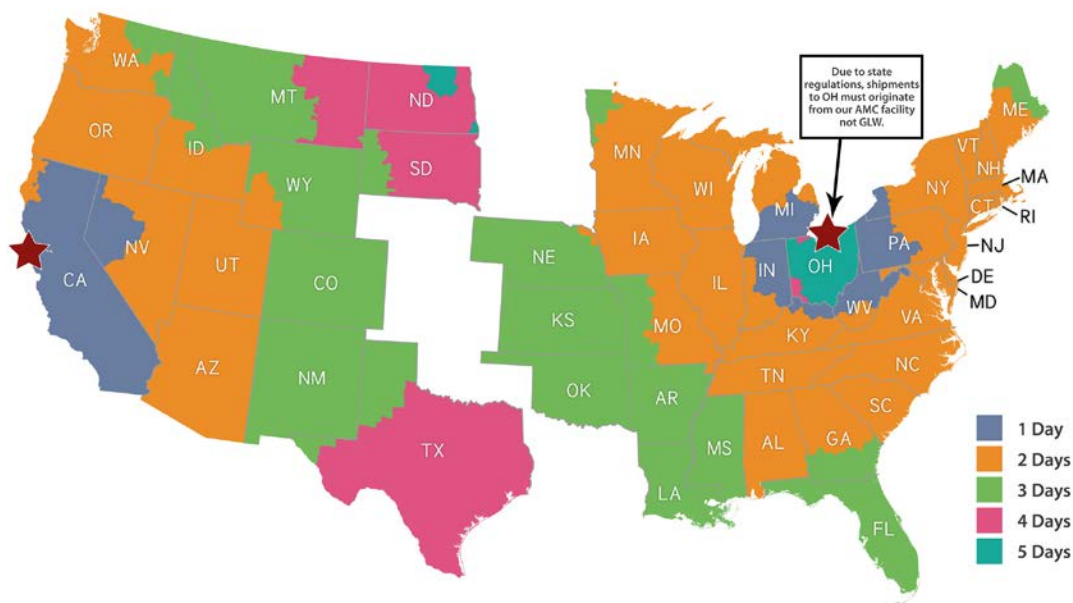 Due to state
regulations, shipments
to OH must originate
from our AMC facility
not GLW.
WA
MT
ND
OR
ID
SD
WY
NV
UT
CA
CO
AZ
NM
TX
MN
WI
MI
ME
VT
NH
NY
MA
CT
RI
IA
NE
IL
IN
OH
PA
NJ
DE
MD
WV
VA
KS
MO
KY
OK
AR
TN
NC
SC
MS
AL
GA
LA
FL
1 Day
2 Days
3 Days
4 Days
5 Days